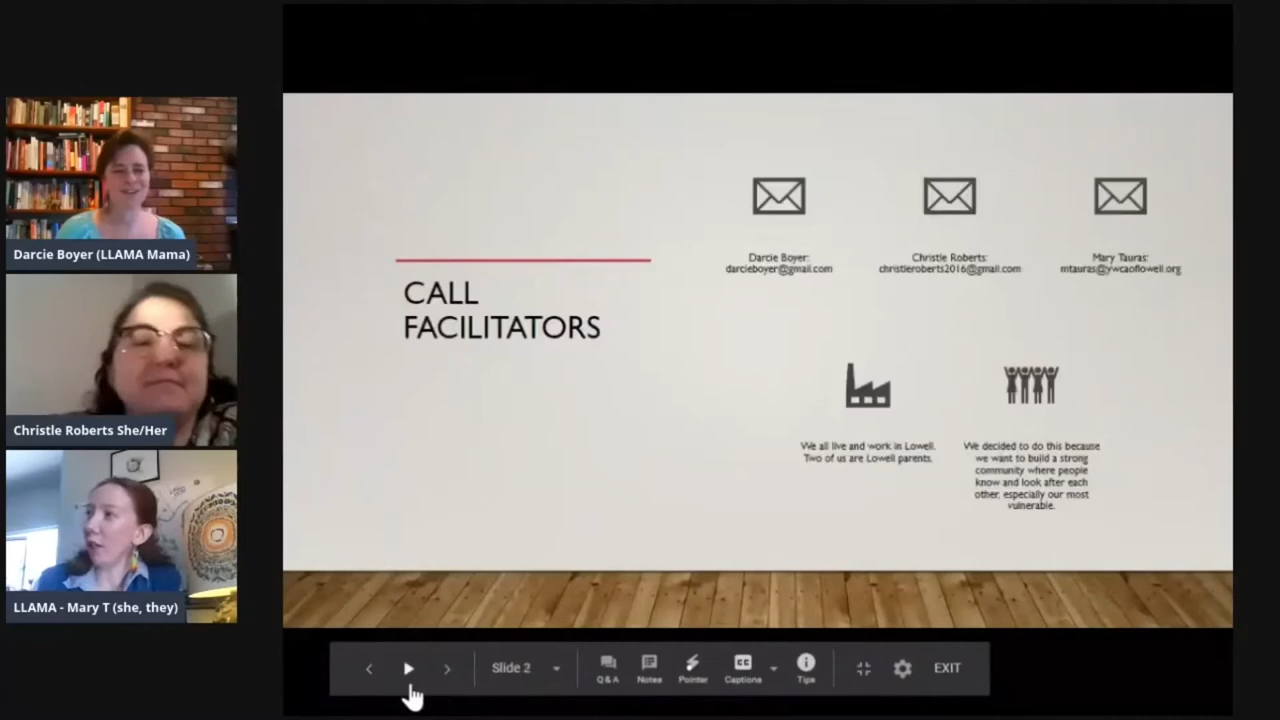 Darcie Boyer (LLAMA Mama)
Christle Roberts She/Her
LLAMA - Mary T (she, they)
CALL
FACILITATORS
Darcie Boyer:
darcieboyer@gmail.com
Christle Roberts:
christleroberts2016@gmail.com
Mary Tauras:
mtauras@ywcaoflowell.org
We all live and work in Lowell.
Two of us are Lowell parents.
We decided to do this because
we want to build a strong
community where people
know and look after each
other, especially our most
vulnerable.
Slide 2
Q & A
Notes
Pointer
CC
Captions
Tips
EXIT